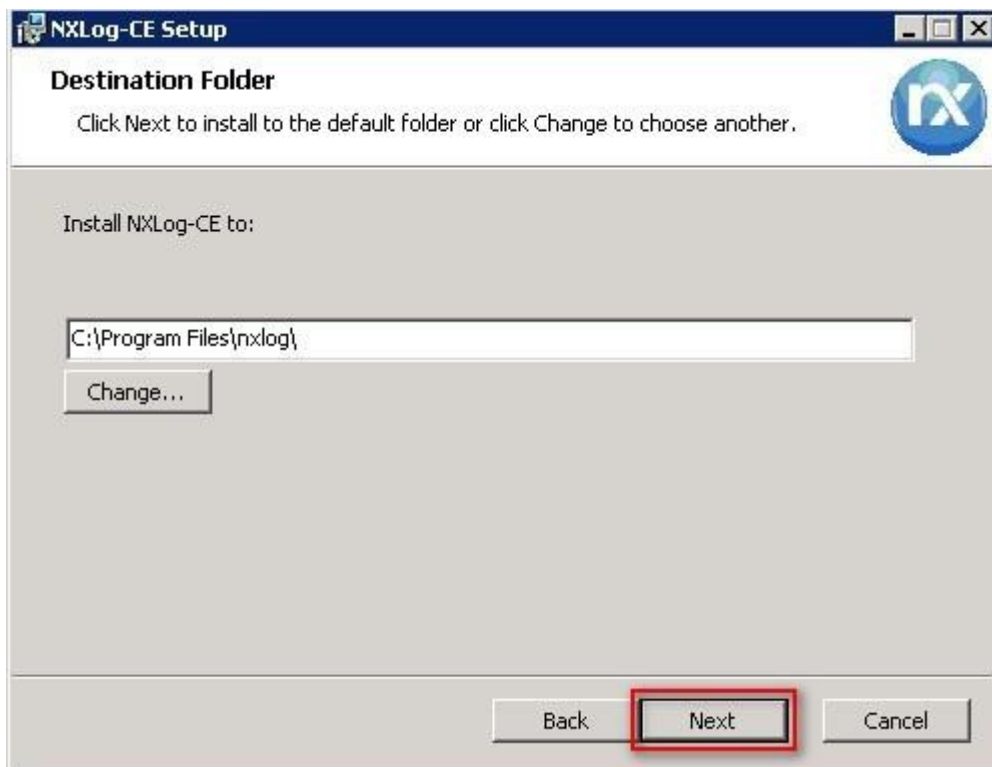 NXLog-CE Setup
Destination Folder
Click Next to install to the default folder or click Change to choose another.
nx
Install NXLog-CE to:
C:\Program Files\nxlog\
Change...
Back
Next
Cancel